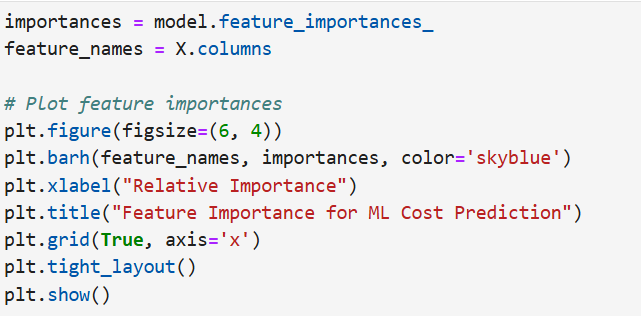 importances = model.feature_importances_
feature_names = X.columns
# Plot feature importances
plt.figure(figsize=(6, 4))
plt.barh(feature_names, importances, color='skyblue')
plt.xlabel("Relative Importance")
plt.title("Feature Importance for ML Cost Prediction")
plt.grid(True, axis='x')
plt.tight_layout()
plt.show()